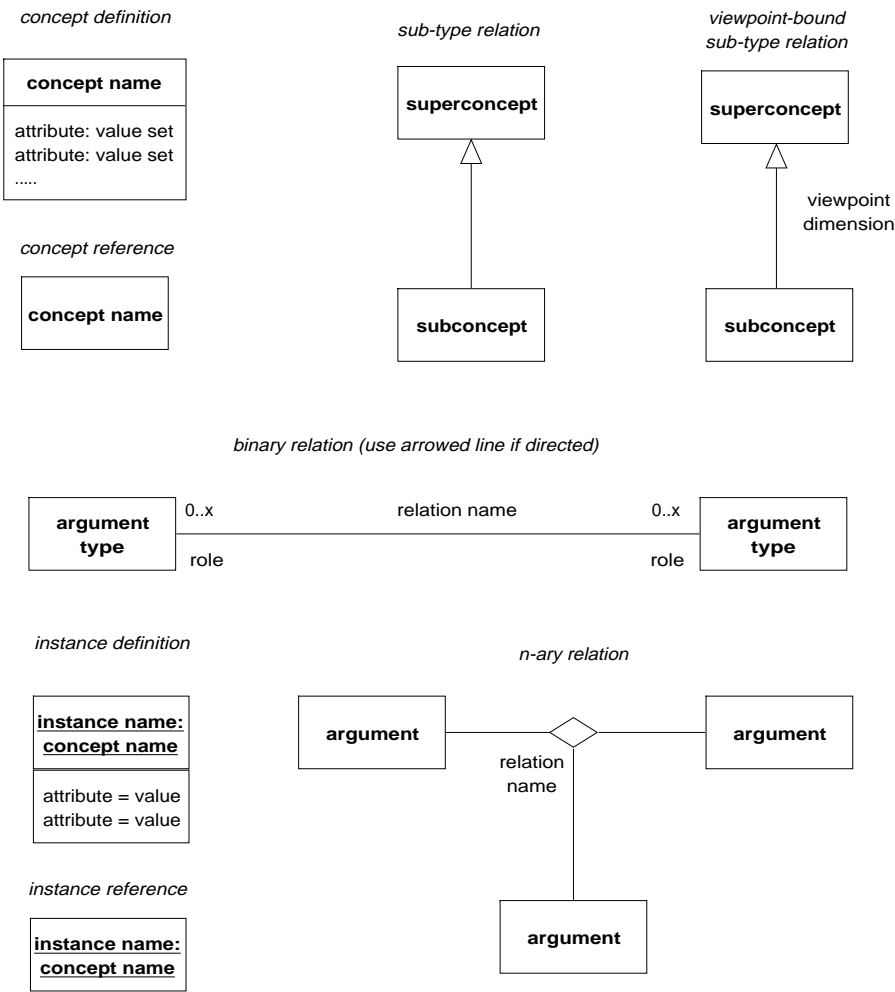 concept definition
concept name
attribute: value set
attribute: value set
.....
concept reference
concept name
sub-type relation
superconcept
subconcept
viewpoint-bound
sub-type relation
superconcept
viewpoint
dimension
subconcept
binary relation (use arrowed line if directed)
argument
type
0..x
role
relation name
0..x
role
argument
type
instance definition
instance name:
concept name
attribute = value
attribute = value
instance reference
instance name:
concept name
n-ary relation
argument
relation
name
argument
argument